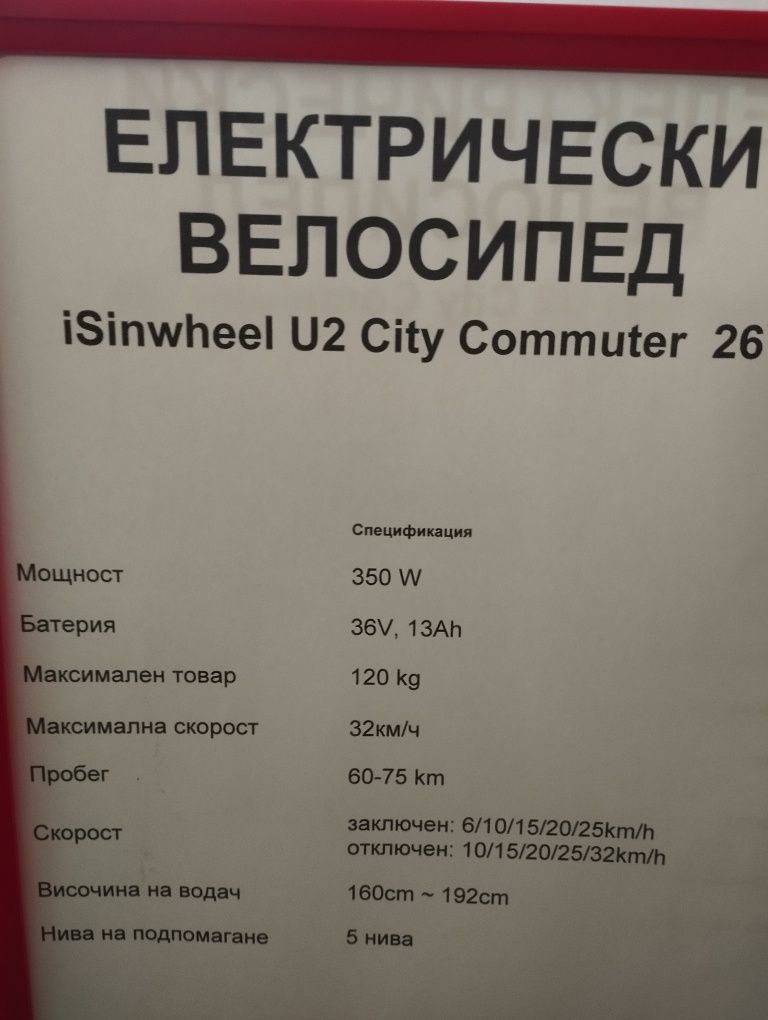 ЕЛЕКТРИЧЕСКИ
ВЕЛОСИПЕД
iSinwheel U2 City Commuter 26
Спецификация
Мощност 350 W
Батерия 36V, 13Ah
Максимален товар 120 kg
Максимална скорост 32км/ч
Пробег 60-75 km
Скорост заключен: 6/10/15/20/25km/h
отключен: 10/15/20/25/32km/h
Височина на водач 160cm ~ 192cm
Нива на подпомагане 5 нива